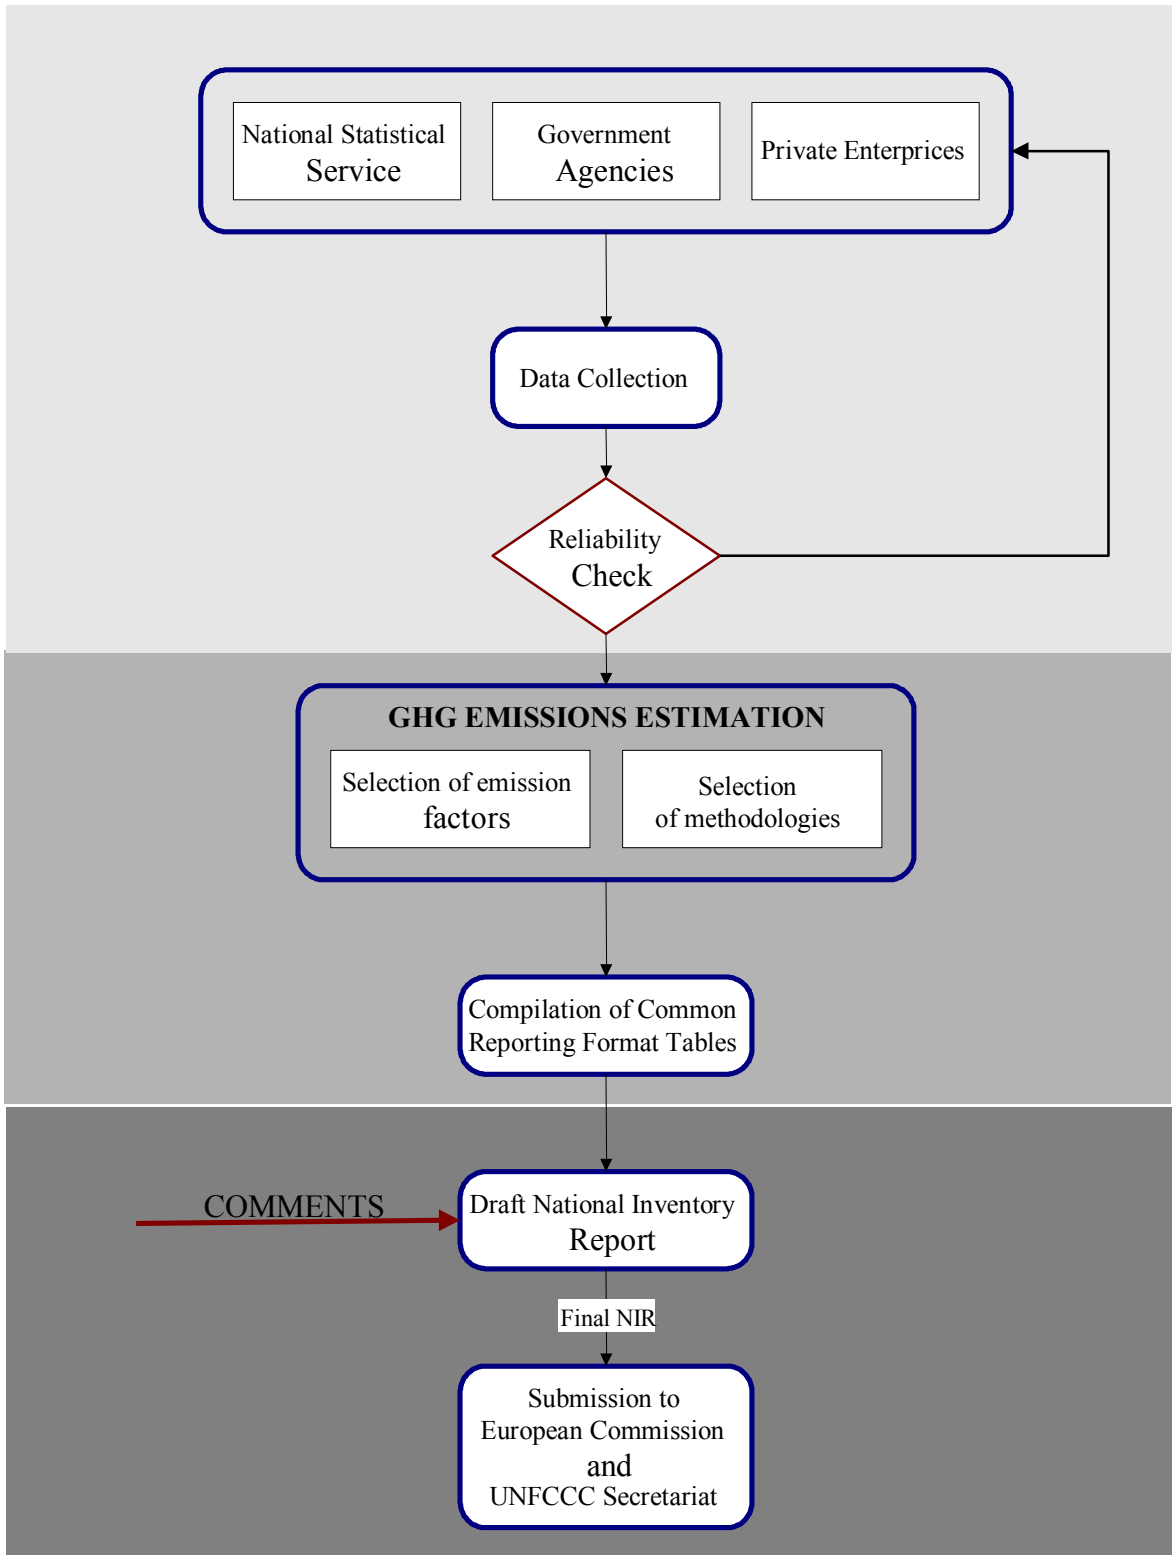 National Statistical
Service
Government
Agencies
Private Enterprices
Data Collection
Reliability
Check
GHG EMISSIONS ESTIMATION
Selection of emission
factors
Selection
of methodologies
Compilation of Common
Reporting Format Tables
COMMENTS
Draft National Inventory
Report
Final NIR
Submission to
European Commission
and
UNFCCC Secretariat